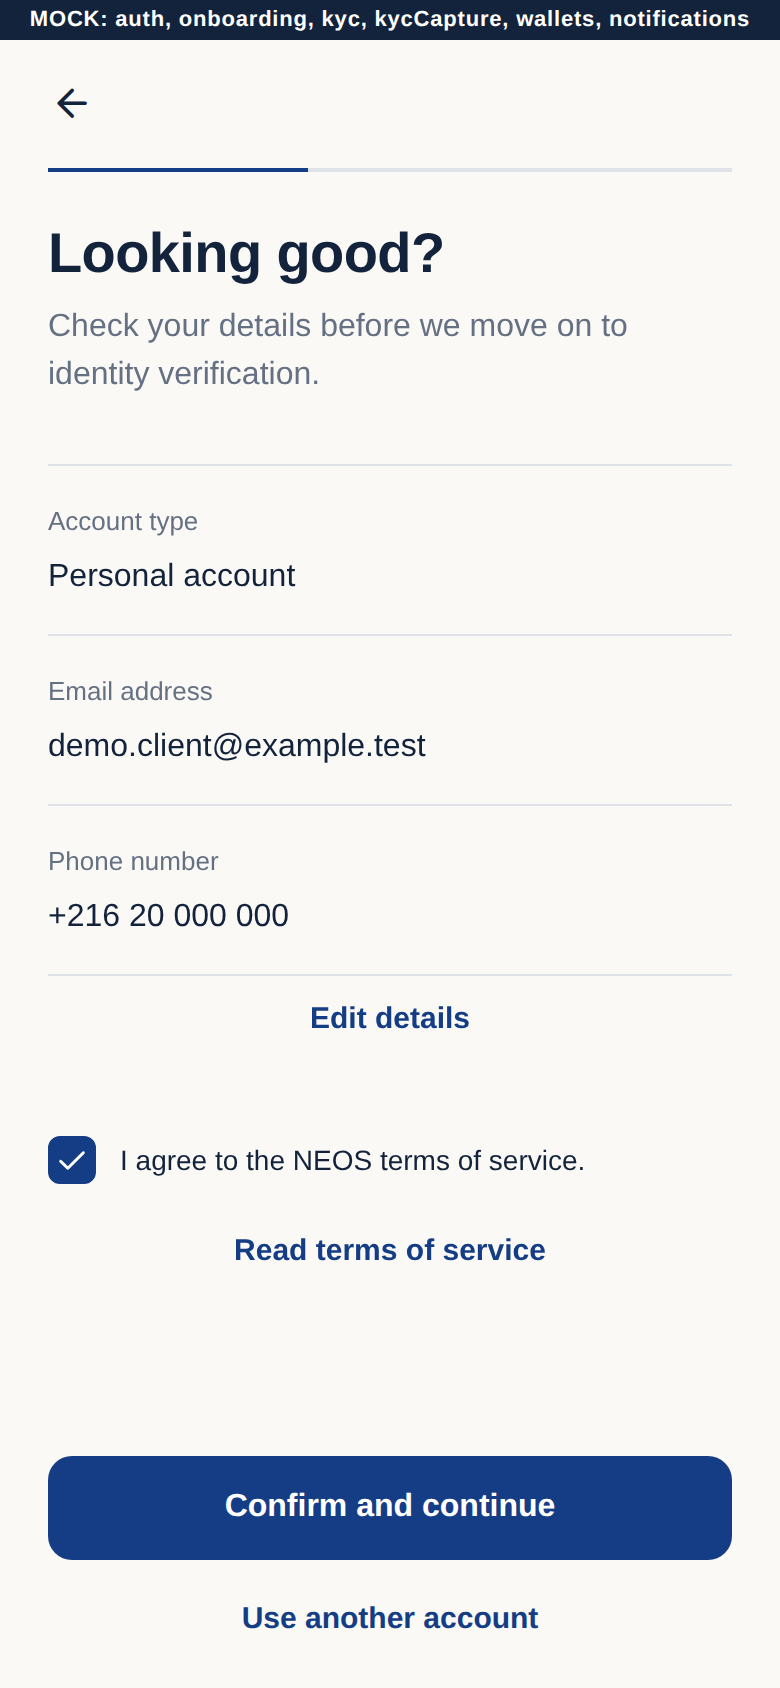 MOCK: auth, onboarding, kyc, kycCapture, wallets, notifications
Looking good?
Check your details before we move on to
identity verification.
Account type
Personal account
Email address
demo.client@example.test
Phone number
+216 20 000 000
Edit details
I agree to the NEOS terms of service.
Read terms of service
Confirm and continue
Use another account